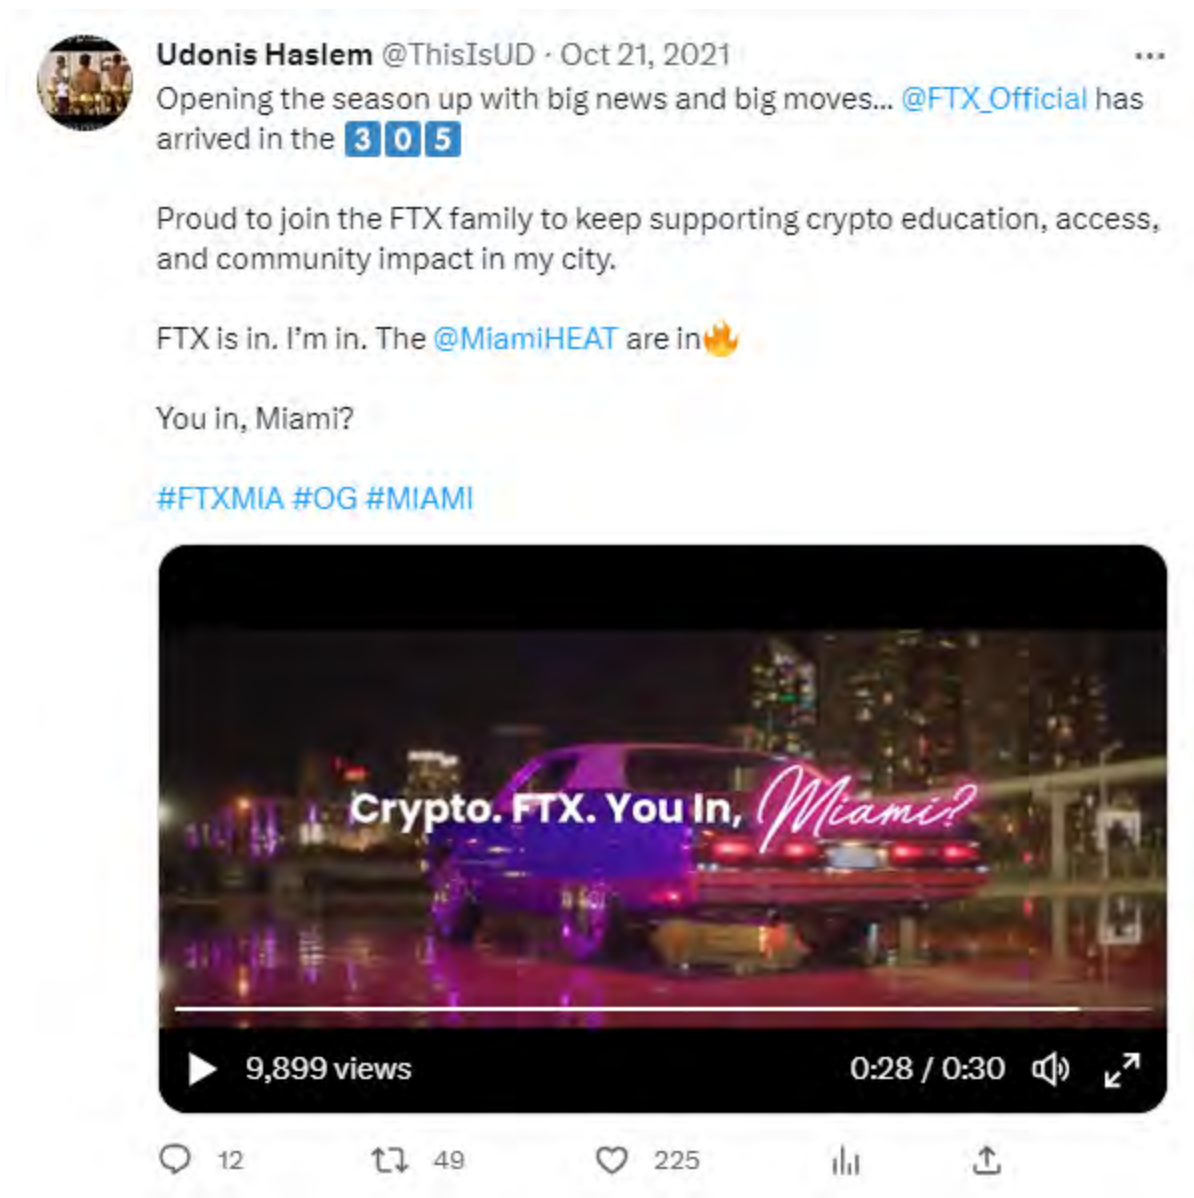 Udonis Haslem @ThisIsUD · Oct 21, 2021
Opening the season up with big news and big moves... @FTX_Official has
arrived in the 3️⃣0️⃣5️⃣
Proud to join the FTX family to keep supporting crypto education, access,
and community impact in my city.
FTX is in. I'm in. The @MiamiHEAT are in🔥
You in, Miami?
#FTXMIA #OG #MIAMI
Crypto. FTX. You In, Miami?
9,899 views
0:28 / 0:30
12 49 225